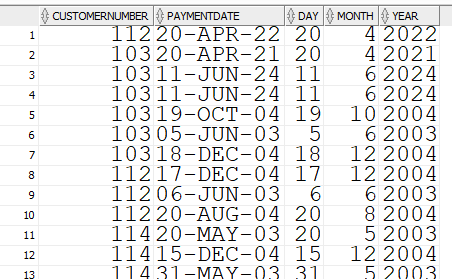 CUSTOMERNUMBER PAYMENTDATE DAY MONTH YEAR
1 112 20-APR-22 20 4 2022
2 103 20-APR-21 20 4 2021
3 103 11-JUN-24 11 6 2024
4 103 11-JUN-24 11 6 2024
5 103 19-OCT-04 19 10 2004
6 103 05-JUN-03 5 6 2003
7 103 18-DEC-04 18 12 2004
8 112 17-DEC-04 17 12 2004
9 112 06-JUN-03 6 6 2003
10 112 20-AUG-04 20 8 2004
11 114 20-MAY-03 20 5 2003
12 114 15-DEC-04 15 12 2004
13 114 31-MAY-03 31 5 2003